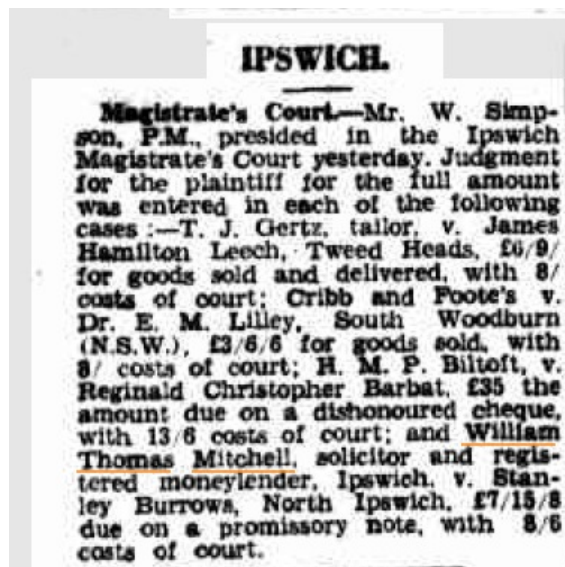 IPSWICH.
Magistrate's Court.—Mr. W. Simp-
son, P.M., presided in the Ipswich
Magistrate's Court yesterday. Judgment
for the plaintiff for the full amount
was entered in each of the following
cases :—T. J. Gertz, tailor, v. James
Hamilton Leech, Tweed Heads, £6/9/
for goods sold and delivered, with 8/
costs of court; Cribb and Foote's v.
Dr. E. M. Lilley, South Woodburn
(N.S.W.), £3/6/6 for goods sold, with
8/ costs of court; H. M. P. Biltoft, v.
Reginald Christopher Barbat, £35 the
amount due on a dishonoured cheque,
with 13/6 costs of court; and William
Thomas Mitchell, solicitor and regis-
tered moneylender, Ipswich, v. Stan-
ley Burrows, North Ipswich, £7/15/8
due on a promissory note, with 8/6
costs of court.